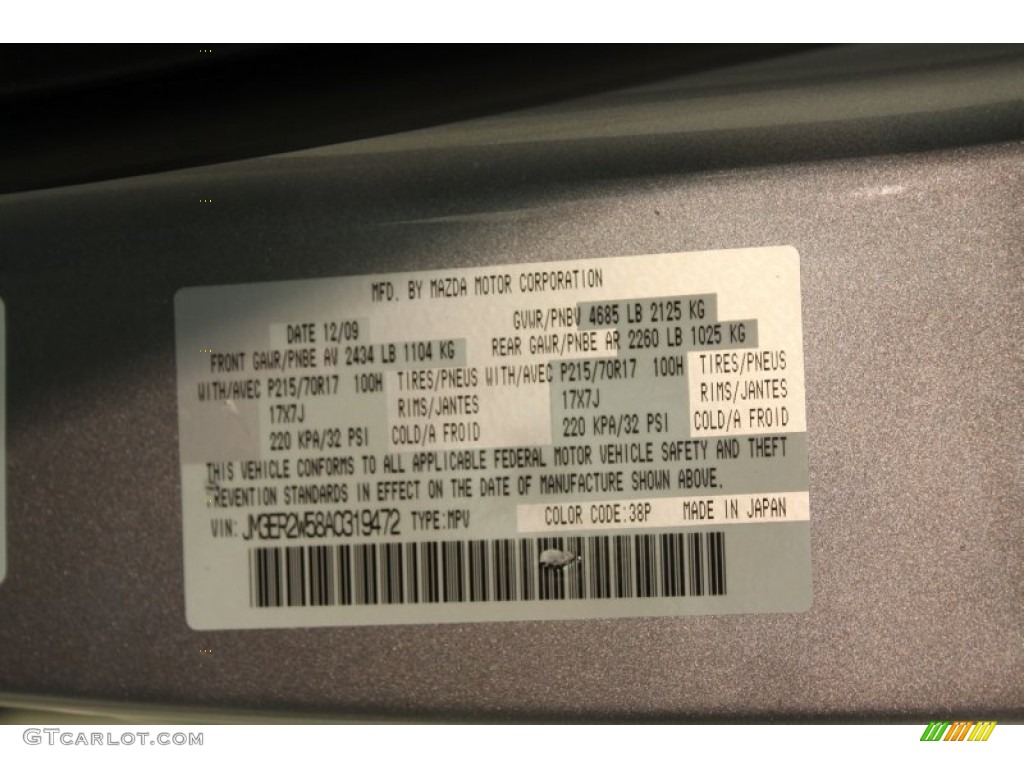 MFD. BY MAZDA MOTOR CORPORATION
DATE 12/09 GVWR/PNBV 4685 LB 2125 KG
FRONT GAWR/PNBE AV 2434 LB 1104 KG REAR GAWR/PNBE AR 2260 LB 1025 KG
WITH/AVEC P215/70R17 100H TIRES/PNEUS WITH/AVEC P215/70R17 100H TIRES/PNEUS
17X7J RIMS/JANTES 17X7J RIMS/JANTES
220 KPA/32 PSI COLD/A FROID 220 KPA/32 PSI COLD/A FROID
THIS VEHICLE CONFORMS TO ALL APPLICABLE FEDERAL MOTOR VEHICLE SAFETY AND THEFT
PREVENTION STANDARDS IN EFFECT ON THE DATE OF MANUFACTURE SHOWN ABOVE.
VIN: JM3ER2W58A0319472 TYPE:MPV COLOR CODE:38P MADE IN JAPAN
GTCarlot.com